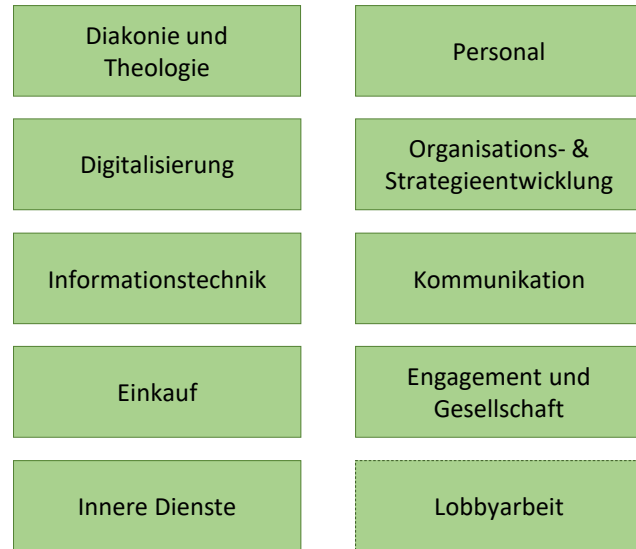 Diakonie und
Theologie
Personal
Digitalisierung
Organisations- &
Strategieentwicklung
Informationstechnik
Kommunikation
Einkauf
Engagement und
Gesellschaft
Innere Dienste
Lobbyarbeit